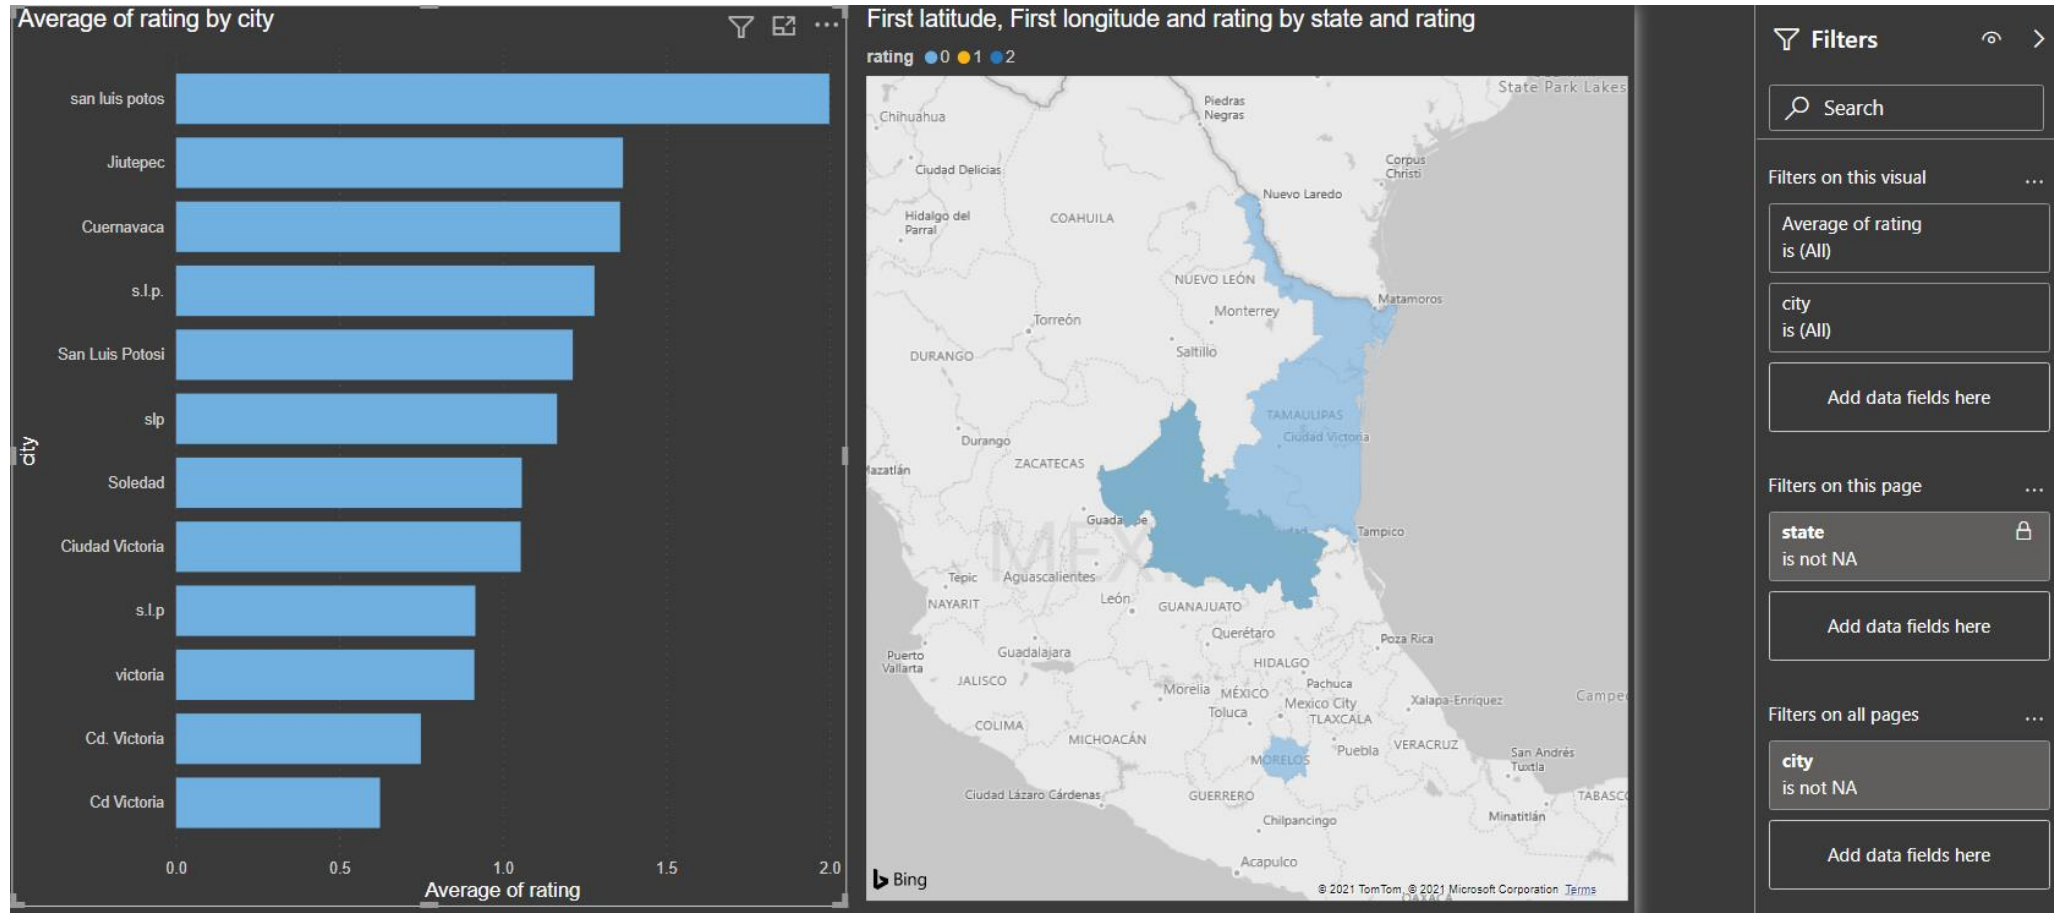 Average of rating by city
san luis potos
Jiutepec
Cuernavaca
s.l.p.
San Luis Potosi
slp
Soledad
Ciudad Victoria
s.l.p
victoria
Cd. Victoria
Cd Victoria
city
0.0 0.5 1.0 1.5 2.0
Average of rating
First latitude, First longitude and rating by state and rating
rating 0 1 2
State Park Lakes
Piedras
Negras
Chihuahua
Corpus
Christi
Ciudad Delicias
Nuevo Laredo
Hidalgo del
Parral
COAHUILA
NUEVO LEÓN
Matamoros
Monterrey
Torreón
Saltillo
DURANGO
TAMAULIPAS
Ciudad Victoria
Durango
ZACATECAS
Mazatlán
Guadalupe
Tampico
MEX
Tepic
Aguascalientes
León
NAYARIT
GUANAJUATO
Querétaro
Poza Rica
Puerto
Vallarta
Guadalajara
HIDALGO
JALISCO
Pachuca
Morelia
MÉXICO
Mexico City
Xalapa-Enríquez
Campe
Toluca
TLAXCALA
COLIMA
MICHOACÁN
Puebla
VERACRUZ
San Andrés
Tuxtla
MORELOS
Ciudad Lázaro Cárdenas
GUERRERO
TABASCO
Minatitlán
Chilpancingo
Acapulco
Bing
© 2021 TomTom, © 2021 Microsoft Corporation Terms
OAXACA
Filters
Search
Filters on this visual
Average of rating
is (All)
city
is (All)
Add data fields here
Filters on this page
state
is not NA
Add data fields here
Filters on all pages
city
is not NA
Add data fields here